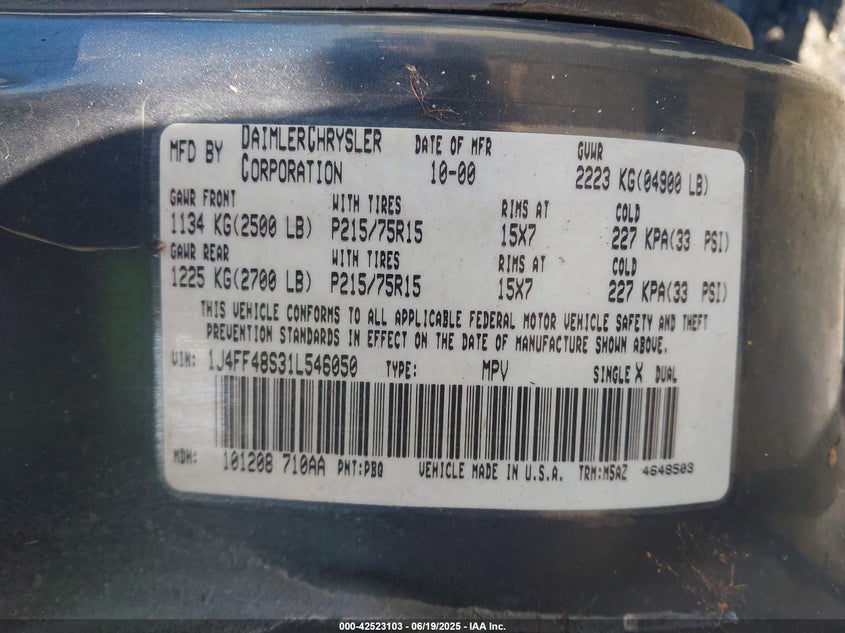 MFD BY DAIMLERCHRYSLER CORPORATION DATE OF MFR 10-00 GVWR 2223 KG(04900 LB)
GAWR FRONT WITH TIRES RIMS AT COLD
1134 KG(2500 LB) P215/75R15 15X7 227 KPA(33 PSI)
GAWR REAR WITH TIRES RIMS AT COLD
1225 KG(2700 LB) P215/75R15 15X7 227 KPA(33 PSI)
THIS VEHICLE CONFORMS TO ALL APPLICABLE FEDERAL MOTOR VEHICLE SAFETY AND THEFT
PREVENTION STANDARDS IN EFFECT ON THE DATE OF MANUFACTURE SHOWN ABOVE.
VIN: 1J4FF48S31L546050 TYPE: MPV SINGLE X DUAL
MDH: 101208 710AA PNT:PBQ VEHICLE MADE IN U.S.A. TRM:MSAZ 4648503
000-42523103 - 06/19/2025 - IAA Inc.